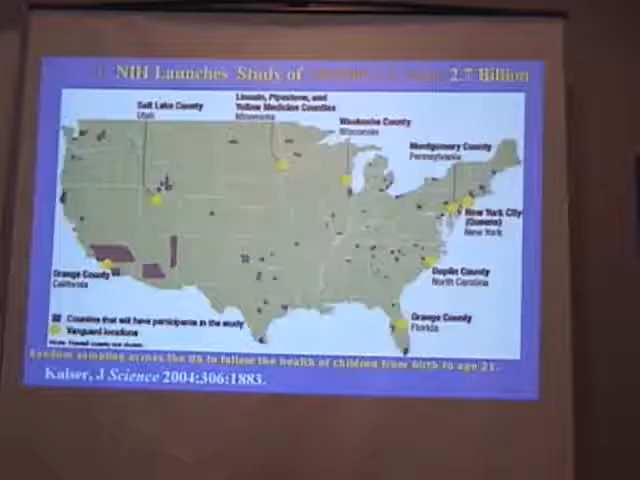 NIH Launches Study of 2.7 Billion
Salt Lake County
Utah
Lincoln, Pipestone, and
Yellow Medicine Counties
Minnesota
Waukesha County
Wisconsin
Montgomery County
Pennsylvania
New York City
(Queens)
New York
Orange County
California
Duplin County
North Carolina
Orange County
Florida
Counties that will have participants in the study
Vanguard locations
Random sampling across the US to follow the health of children from birth to age 21.
Kaiser, J Science 2004;306:1883.